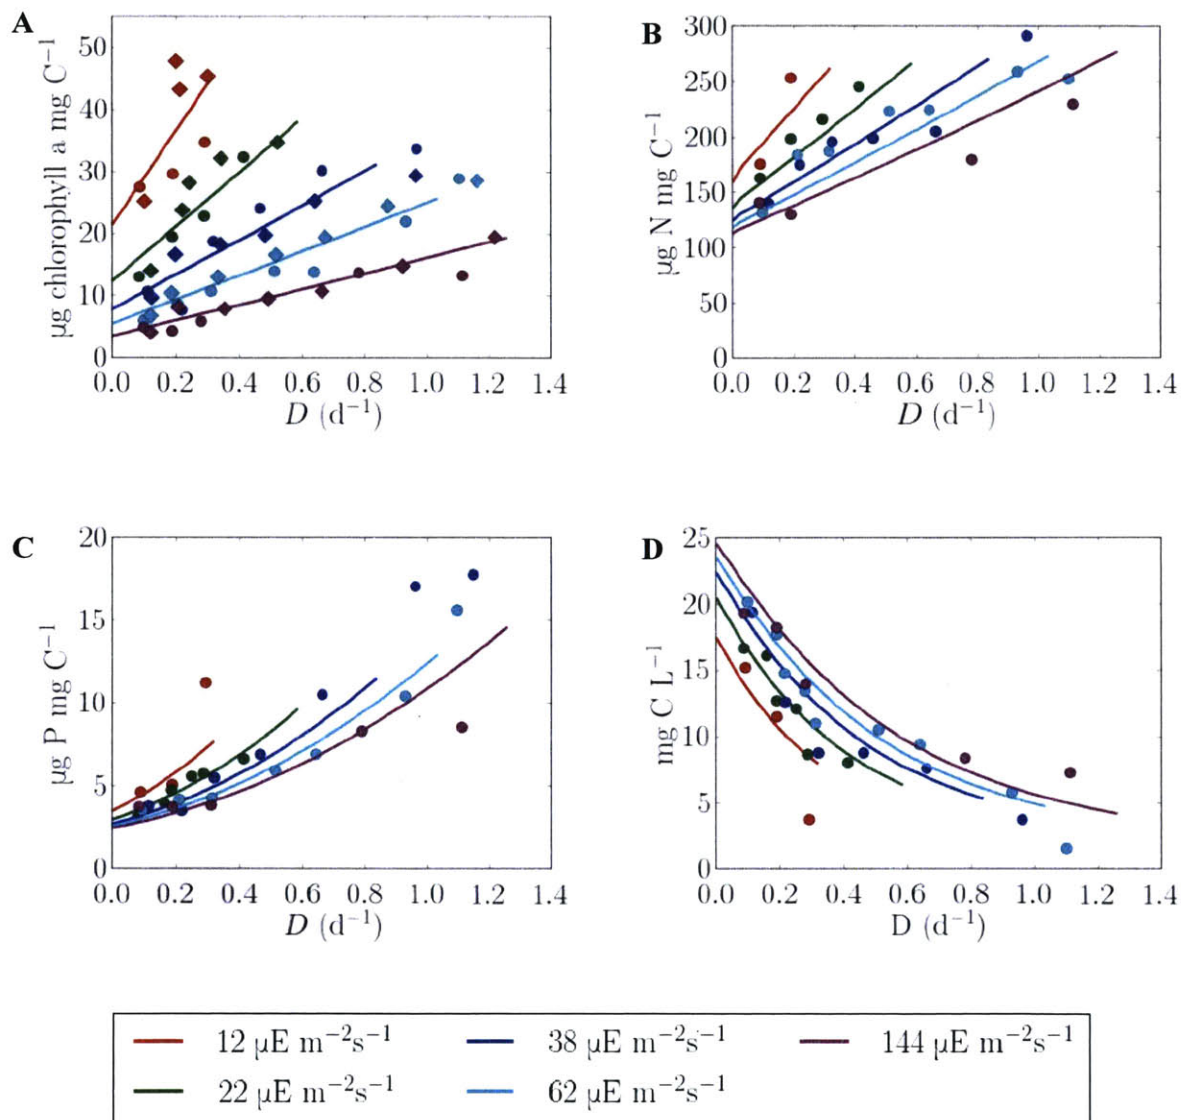 A
B
µg chlorophyll a mg C⁻¹
50
40
30
20
10
0
0.0 0.2 0.4 0.6 0.8 1.0 1.2 1.4
D (d⁻¹)
µg N mg C⁻¹
300
250
200
150
100
50
0
0.0 0.2 0.4 0.6 0.8 1.0 1.2 1.4
D (d⁻¹)
C
D
µg P mg C⁻¹
20
15
10
5
0
0.0 0.2 0.4 0.6 0.8 1.0 1.2 1.4
D (d⁻¹)
mg C L⁻¹
25
20
15
10
5
0
0.0 0.2 0.4 0.6 0.8 1.0 1.2 1.4
D (d⁻¹)
12 µE m⁻²s⁻¹ 38 µE m⁻²s⁻¹ 144 µE m⁻²s⁻¹
22 µE m⁻²s⁻¹ 62 µE m⁻²s⁻¹